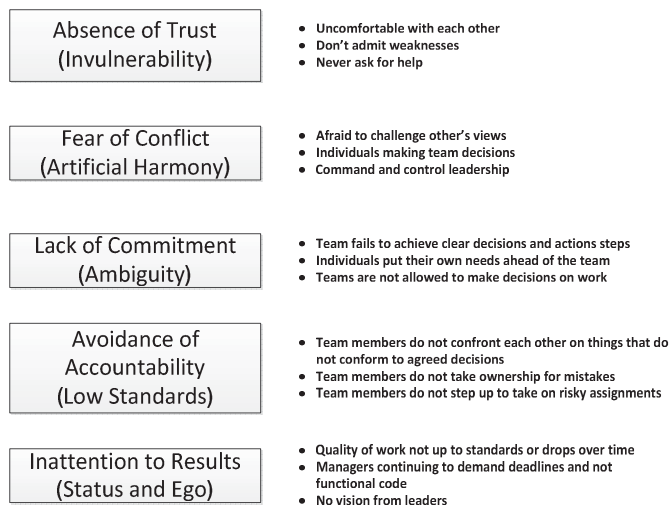 Absence of Trust
(Invulnerability)
● Uncomfortable with each other
● Don't admit weaknesses
● Never ask for help
Fear of Conflict
(Artificial Harmony)
● Afraid to challenge other's views
● Individuals making team decisions
● Command and control leadership
Lack of Commitment
(Ambiguity)
● Team fails to achieve clear decisions and actions steps
● Individuals put their own needs ahead of the team
● Teams are not allowed to make decisions on work
Avoidance of
Accountability
(Low Standards)
● Team members do not confront each other on things that do
not conform to agreed decisions
● Team members do not take ownership for mistakes
● Team members do not step up to take on risky assignments
Inattention to Results
(Status and Ego)
● Quality of work not up to standards or drops over time
● Managers continuing to demand deadlines and not
functional code
● No vision from leaders